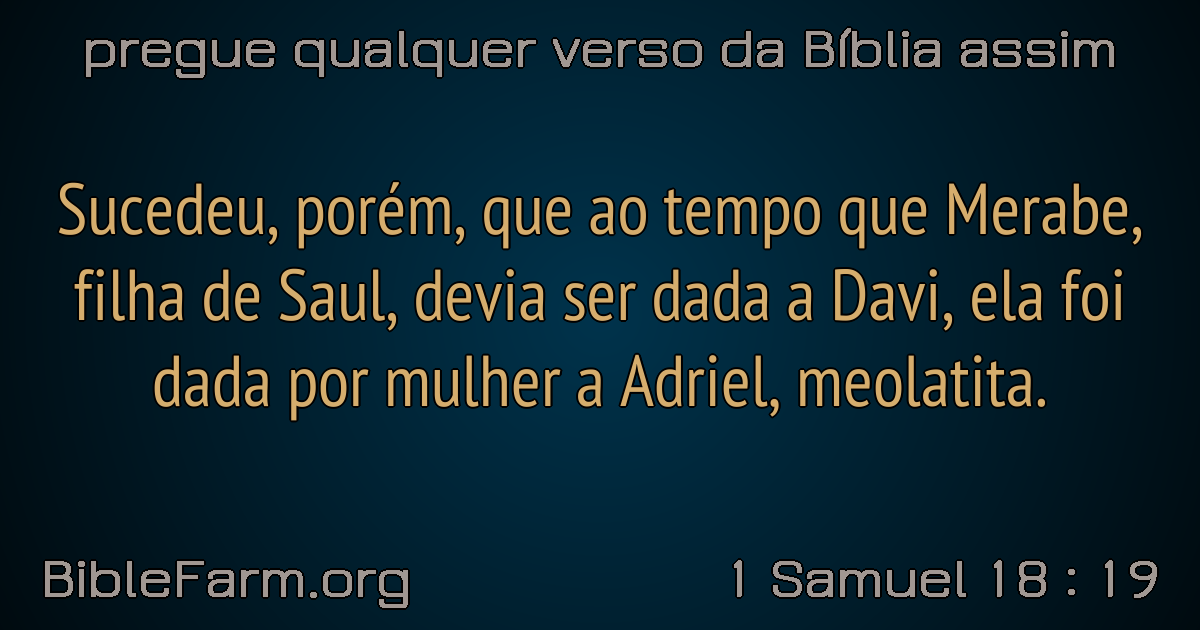 pregue qualquer verso da Bíblia assim
Sucedeu, porém, que ao tempo que Merabe,
filha de Saul, devia ser dada a Davi, ela foi
dada por mulher a Adriel, meolatita.
BibleFarm.org
1 Samuel 18 : 19